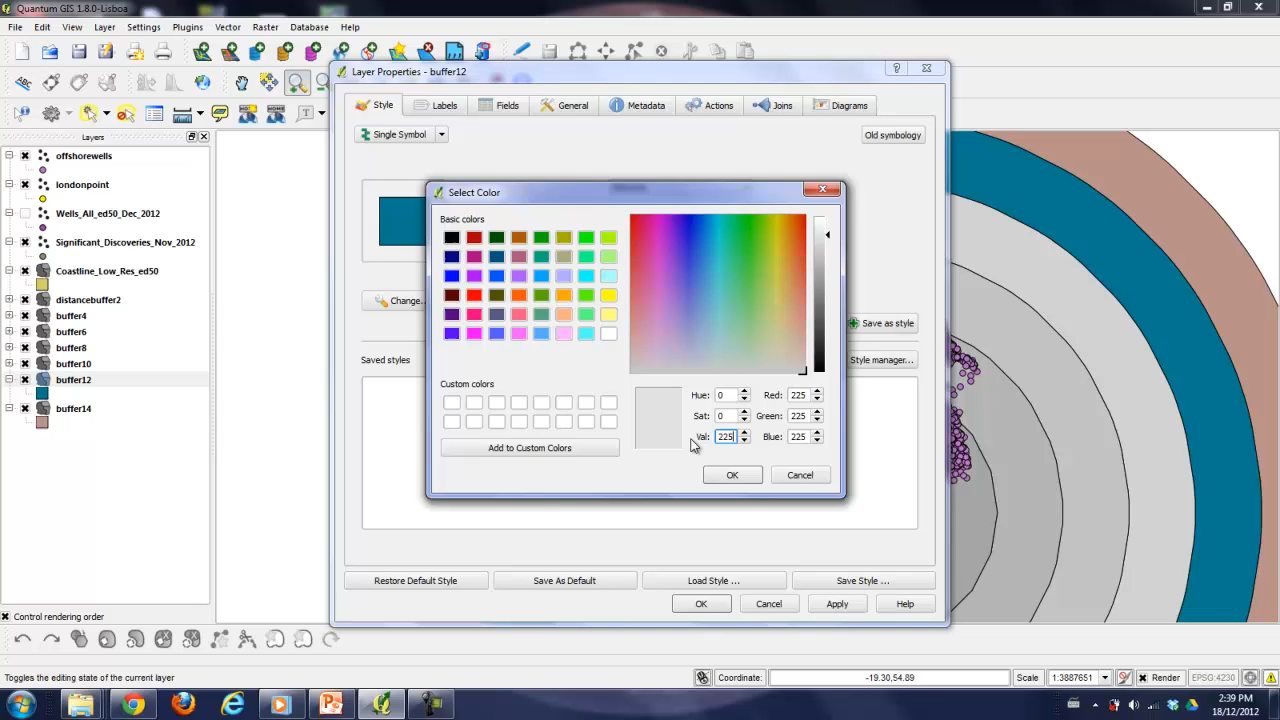 Quantum GIS 1.8.0-Lisboa
File Edit View Layer Settings Plugins Vector Raster Database Help
Layer Properties - buffer12
Style Labels Fields General Metadata Actions Joins Diagrams
Layers
Single Symbol Old symbology
offshorewells
londonpoint
Wells_All_ed50_Dec_2012
Significant_Discoveries_Nov_2012
Coastline_Low_Res_ed50
distancebuffer2
buffer4
buffer6
buffer8
buffer10
buffer12
buffer14
Select Color
Basic colors
Change..
Save as style
Saved styles
Style manager...
Custom colors
Hue: 0 Red: 225
Sat: 0 Green: 225
Val: 225 Blue: 225
Add to Custom Colors
OK Cancel
Restore Default Style Save As Default Load Style ... Save Style ...
OK Cancel Apply Help
Control rendering order
Toggles the editing state of the current layer
Coordinate: -19.30,54.89 Scale 1:3887651 Render EPSG:4230
2:39 PM
18/12/2012